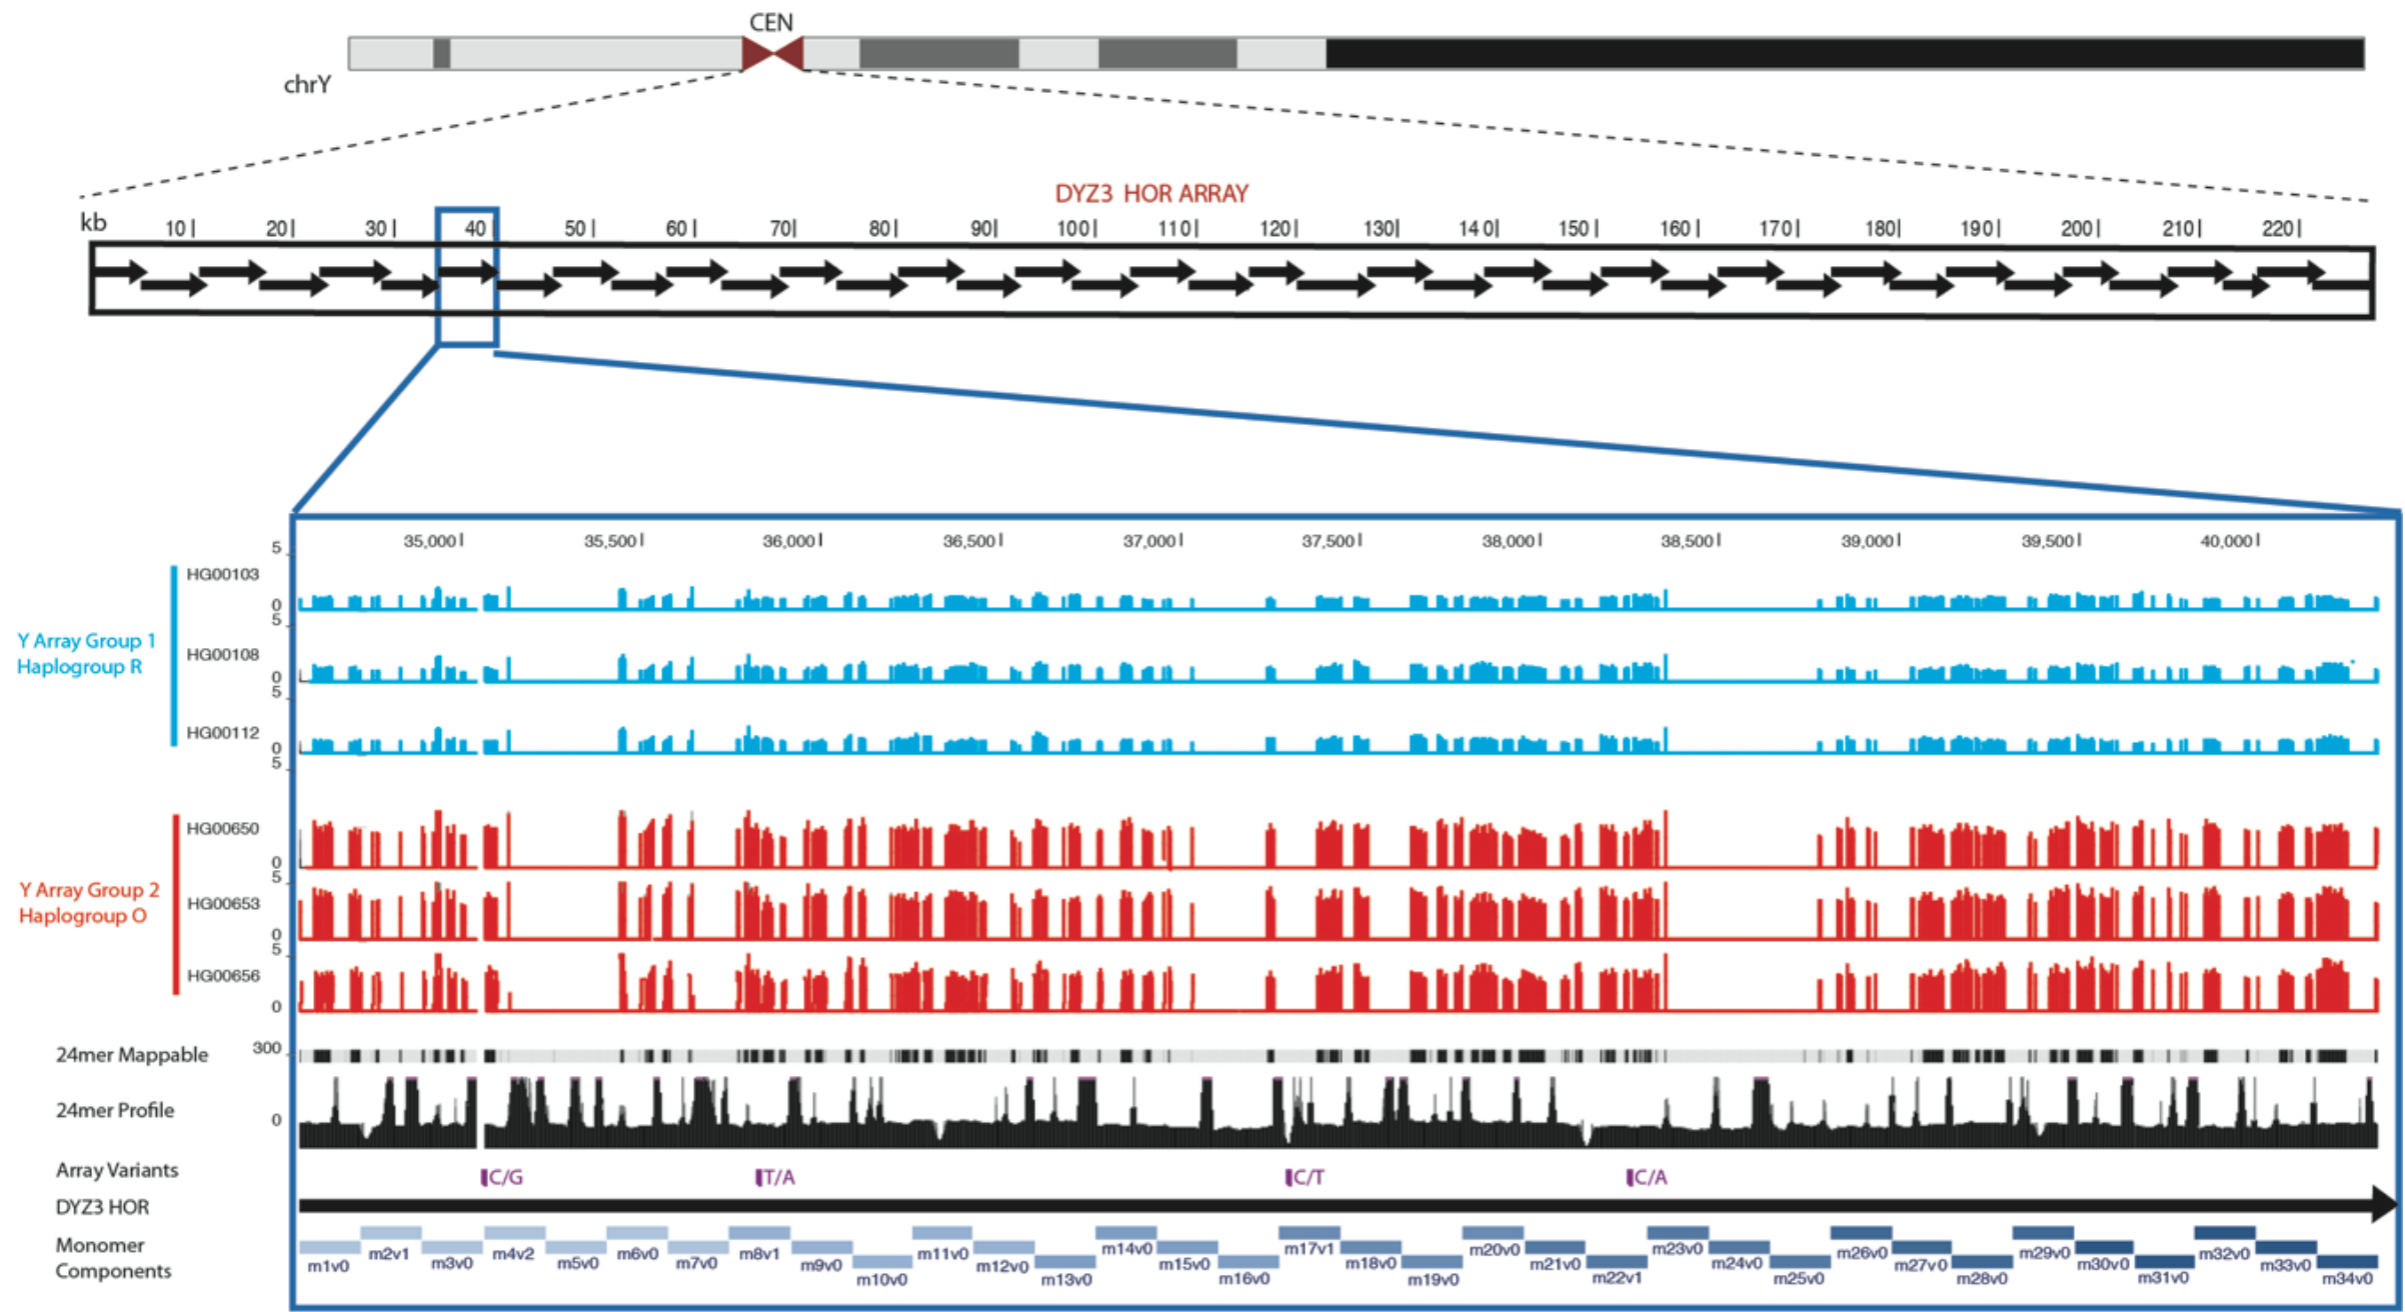 CEN
chrY
DYZ3 HOR ARRAY
kb 10 20 30 40 50 60 70 80 90 100 110 120 130 140 150 160 170 180 190 200 210 220
35,000 35,500 36,000 36,500 37,000 37,500 38,000 38,500 39,000 39,500 40,000
5
HG00103
0
5
Y Array Group 1
Haplogroup R
HG00108
0
5
HG00112
0
5
HG00650
0
5
Y Array Group 2
Haplogroup O
HG00653
0
5
HG00656
0
24mer Mappable 300
24mer Profile
0
Array Variants C/G T/A C/T C/A
DYZ3 HOR
Monomer
Components
m1v0 m2v1 m3v0 m4v2 m5v0 m6v0 m7v0 m8v1 m9v0 m10v0 m11v0 m12v0 m13v0 m14v0 m15v0 m16v0 m17v1 m18v0 m19v0 m20v0 m21v0 m22v1 m23v0 m24v0 m25v0 m26v0 m27v0 m28v0 m29v0 m30v0 m31v0 m32v0 m33v0 m34v0